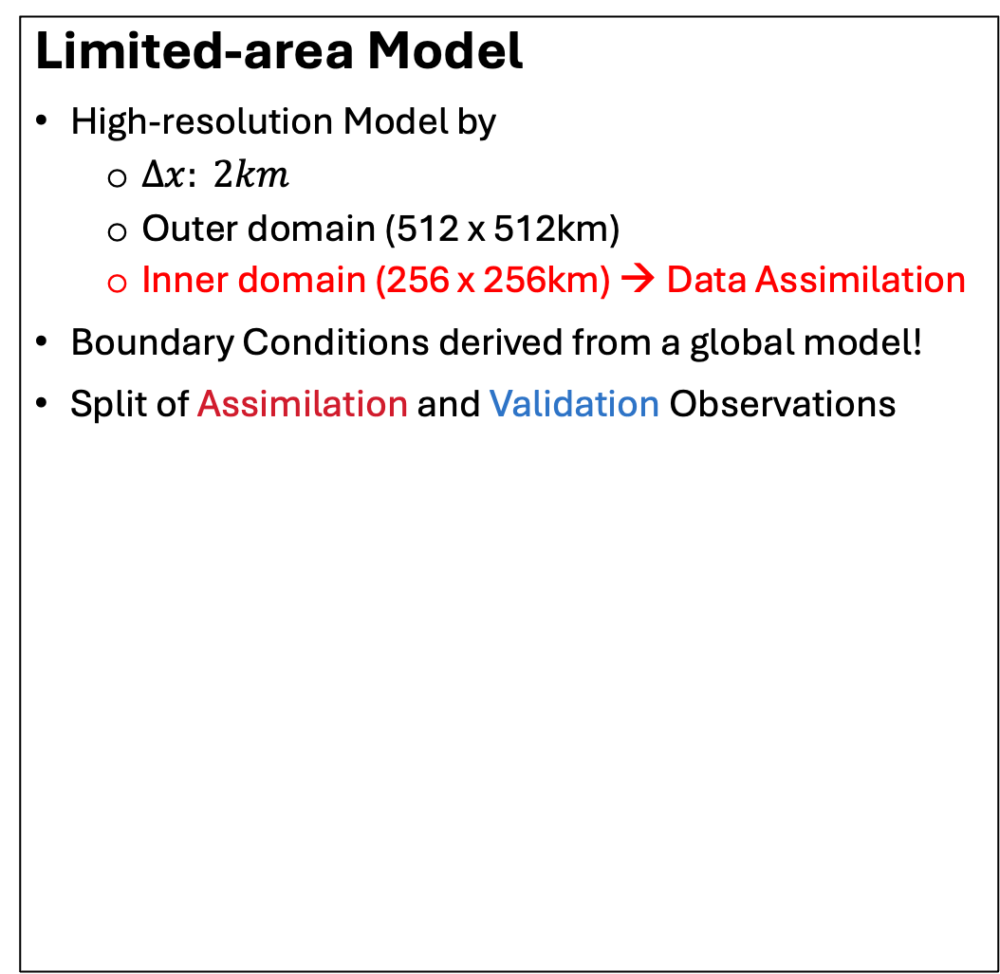 Limited-area Model
• High-resolution Model by
○ Δx: 2km
○ Outer domain (512 x 512km)
○ Inner domain (256 x 256km) → Data Assimilation
• Boundary Conditions derived from a global model!
• Split of Assimilation and Validation Observations